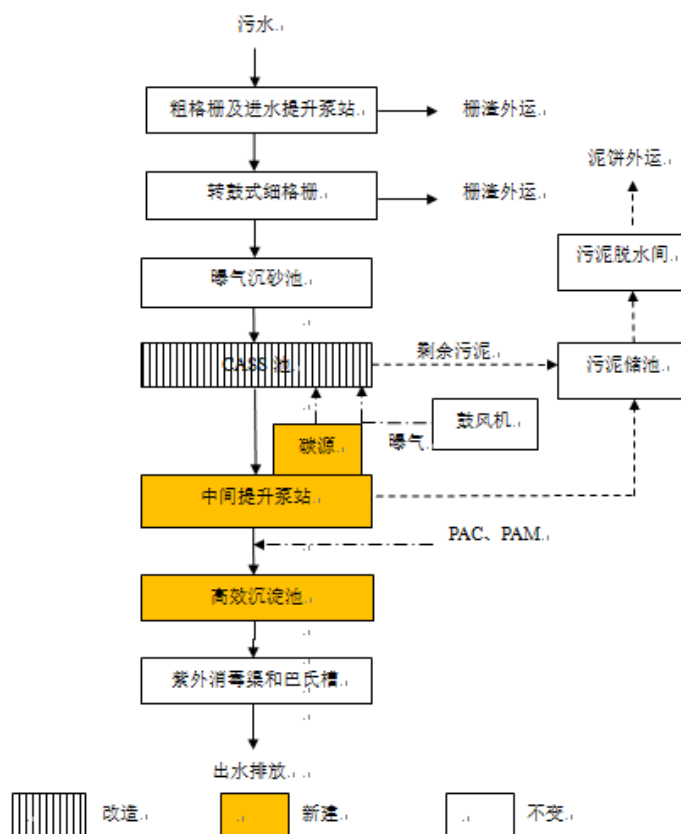 污水
粗格栅及进水提升泵站
栅渣外运
泥饼外运
转鼓式细格栅
栅渣外运
污泥脱水间
曝气沉砂池
剩余污泥
CASS 池
污泥储池
鼓风机
碳源
曝气
中间提升泵站
PAC、PAM
高效沉淀池
紫外消毒渠和巴氏槽
出水排放
改造
新建
不变